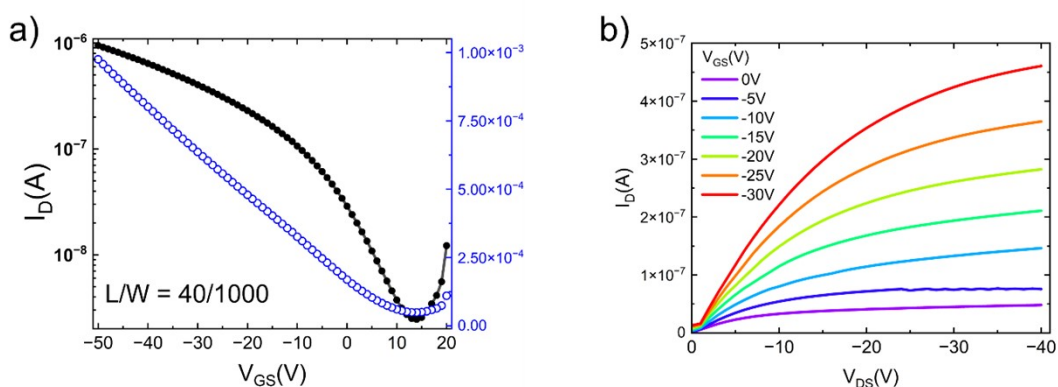 a)
I_D(A)
10⁻⁶
10⁻⁷
10⁻⁸
1.00×10⁻³
7.50×10⁻⁴
5.00×10⁻⁴
2.50×10⁻⁴
0.00
L/W = 40/1000
−50 −40 −30 −20 −10 0 10 20
V_GS(V)
b)
I_D(A)
5×10⁻⁷
4×10⁻⁷
3×10⁻⁷
2×10⁻⁷
1×10⁻⁷
0
V_GS(V)
0V
-5V
-10V
-15V
-20V
-25V
-30V
0 −10 −20 −30 −40
V_DS(V)